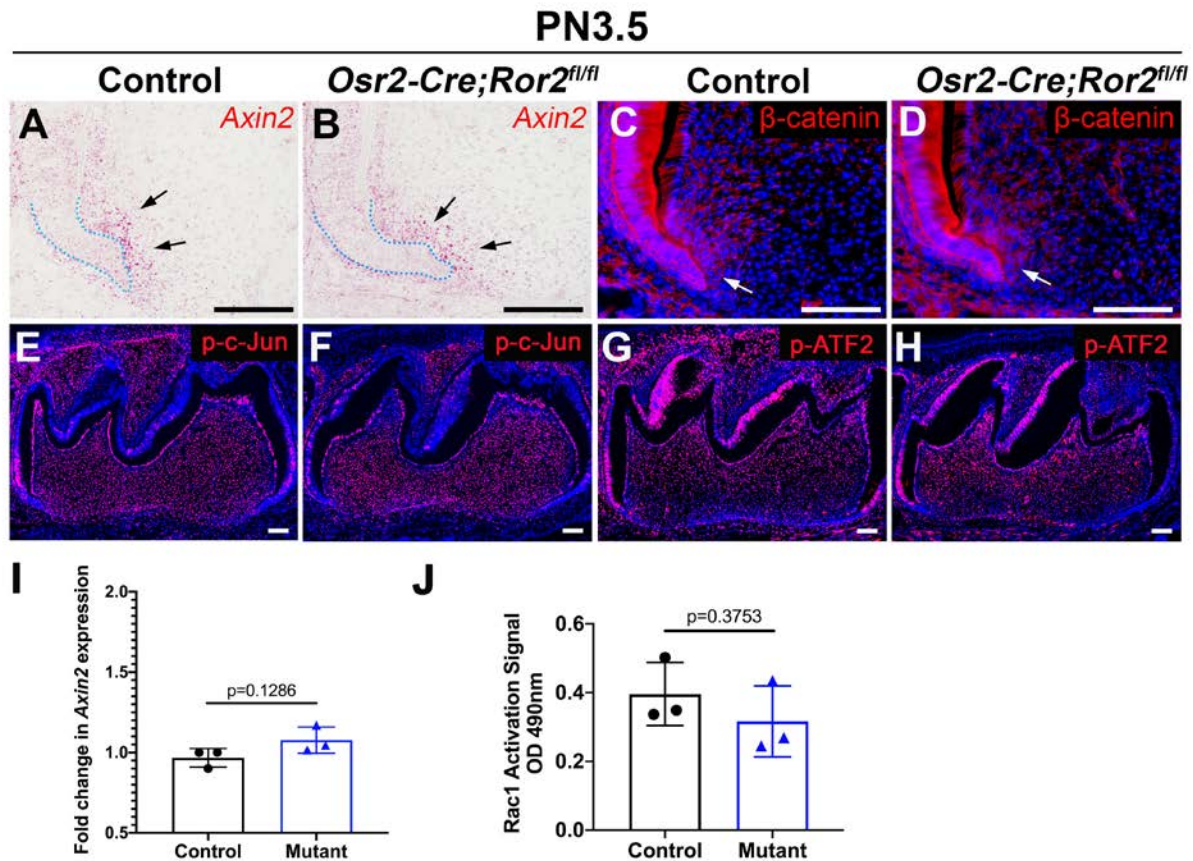 PN3.5
Control Osr2-Cre;Ror2fl/fl Control Osr2-Cre;Ror2fl/fl
A Axin2 B Axin2 C β-catenin D β-catenin
E p-c-Jun F p-c-Jun G p-ATF2 H p-ATF2
I
Fold change in Axin2 expression
2.0
1.5
1.0
0.5
p=0.1286
Control Mutant
J
Rac1 Activation Signal
OD 490nm
0.6
0.4
0.2
0.0
p=0.3753
Control Mutant